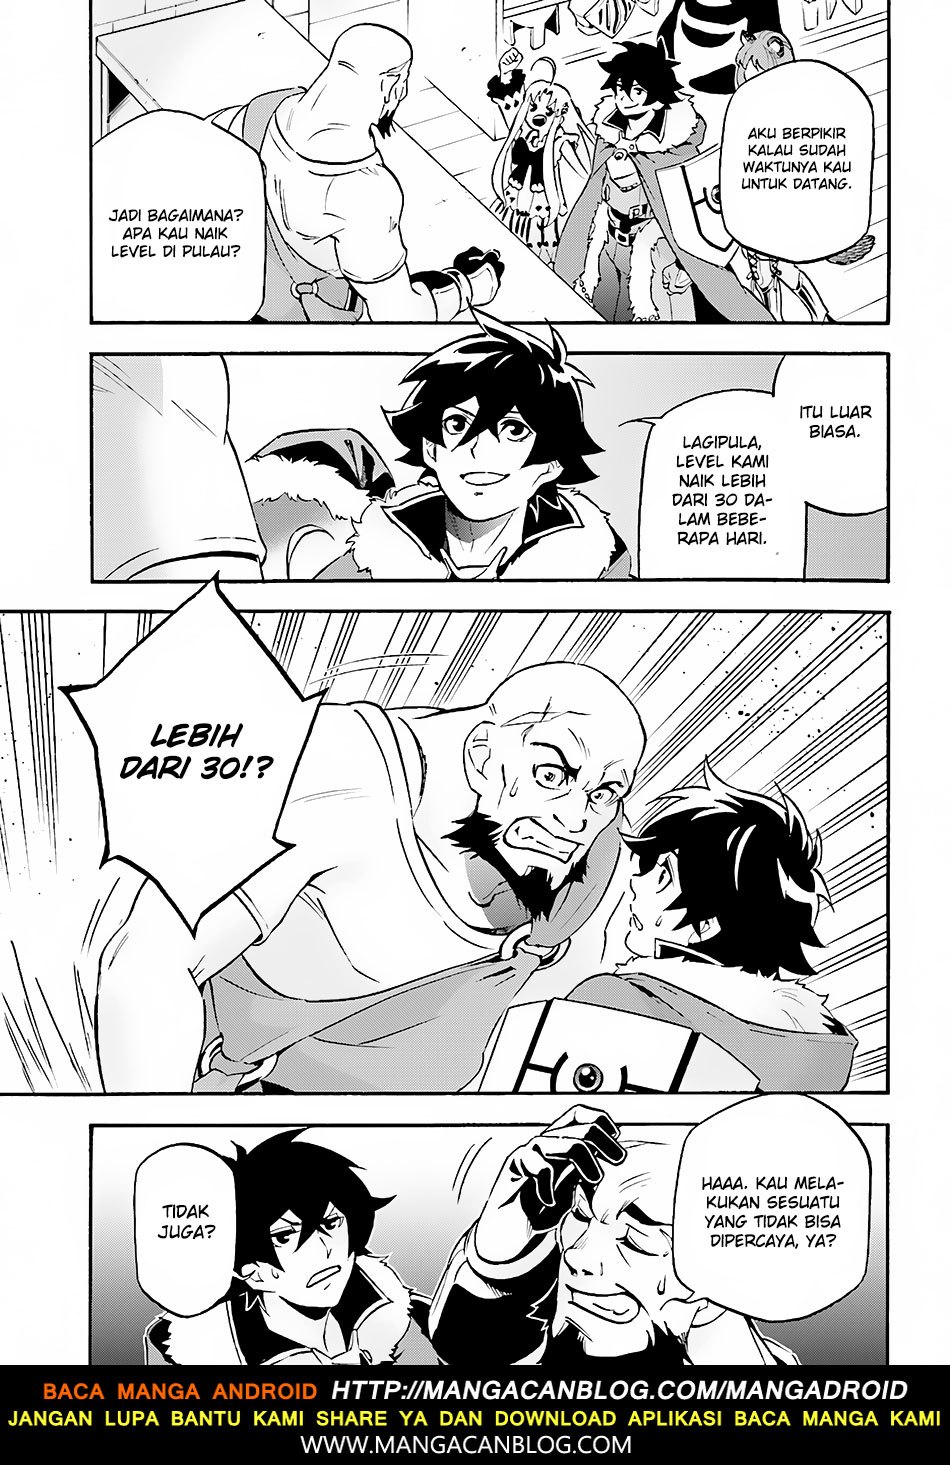 AKU BERPIKIR
KALAU SUDAH
WAKTUNYA KAU
UNTUK DATANG.
JADI BAGAIMANA?
APA KAU NAIK
LEVEL DI PULAU?
ITU LUAR
BIASA.
LAGIPULA,
LEVEL KAMI
NAIK LEBIH
DARI 30 DA-
LAM BEBE-
RAPA HARI.
LEBIH
DARI 30!?
HAAA. KAU MELA-
KUKAN SESUATU
YANG TIDAK BISA
DIPERCAYA, YA?
TIDAK
JUGA?
BACA MANGA ANDROID HTTP://MANGACANBLOG.COM/MANGADROID
JANGAN LUPA BANTU KAMI SHARE YA DAN DOWNLOAD APLIKASI BACA MANGA KAMI
WWW.MANGACANBLOG.COM